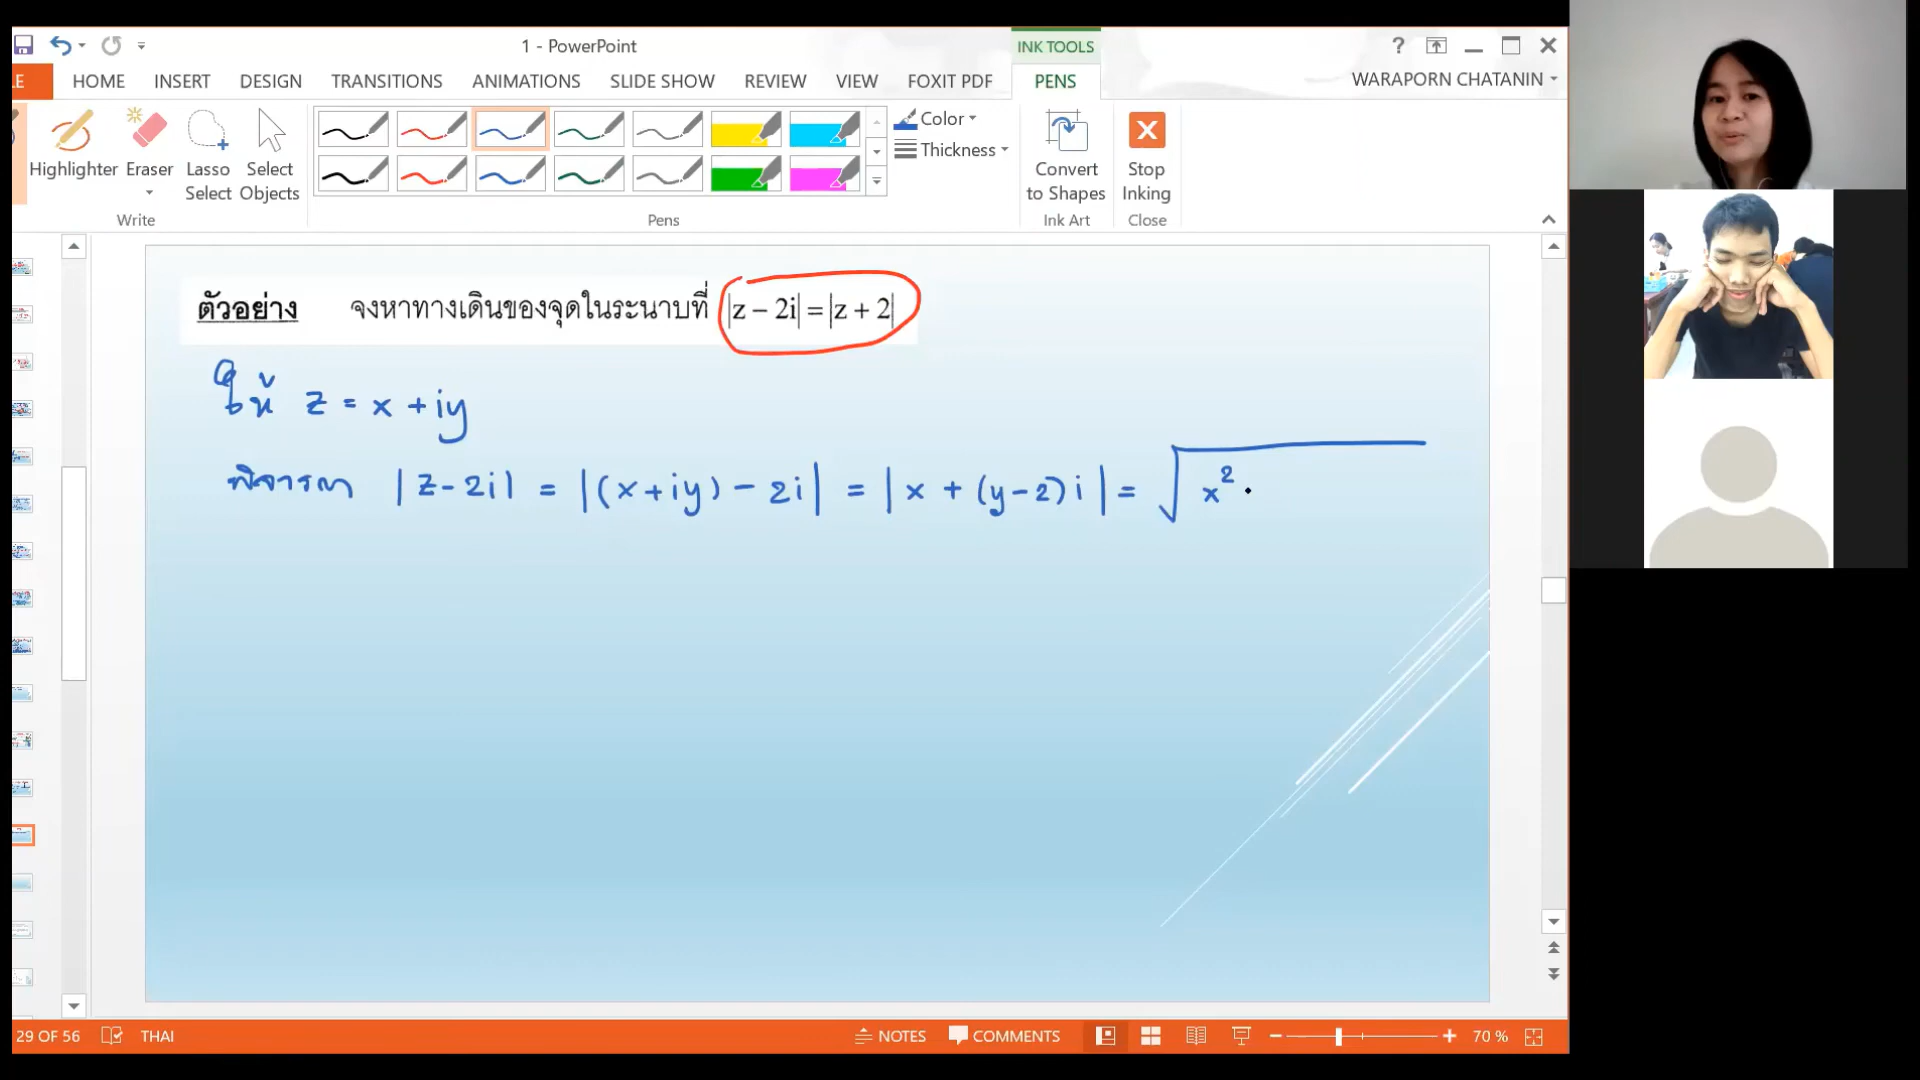 1 - PowerPoint
INK TOOLS
?
HOME INSERT DESIGN TRANSITIONS ANIMATIONS SLIDE SHOW REVIEW VIEW FOXIT PDF PENS
WARAPORN CHATANIN
Highlighter
Eraser
Lasso Select
Select Objects
Color
Thickness
Convert to Shapes
Stop Inking
Write
Pens
Ink Art
Close
ตัวอย่าง จงหาทางเดินของจุดในระนาบที่ |z − 2i| = |z + 2|
ให้ z = x + iy
พิจารณา |z-2i| = |(x+iy) - 2i| = |x + (y-2)i| = √x²
29 OF 56
THAI
NOTES
COMMENTS
70 %